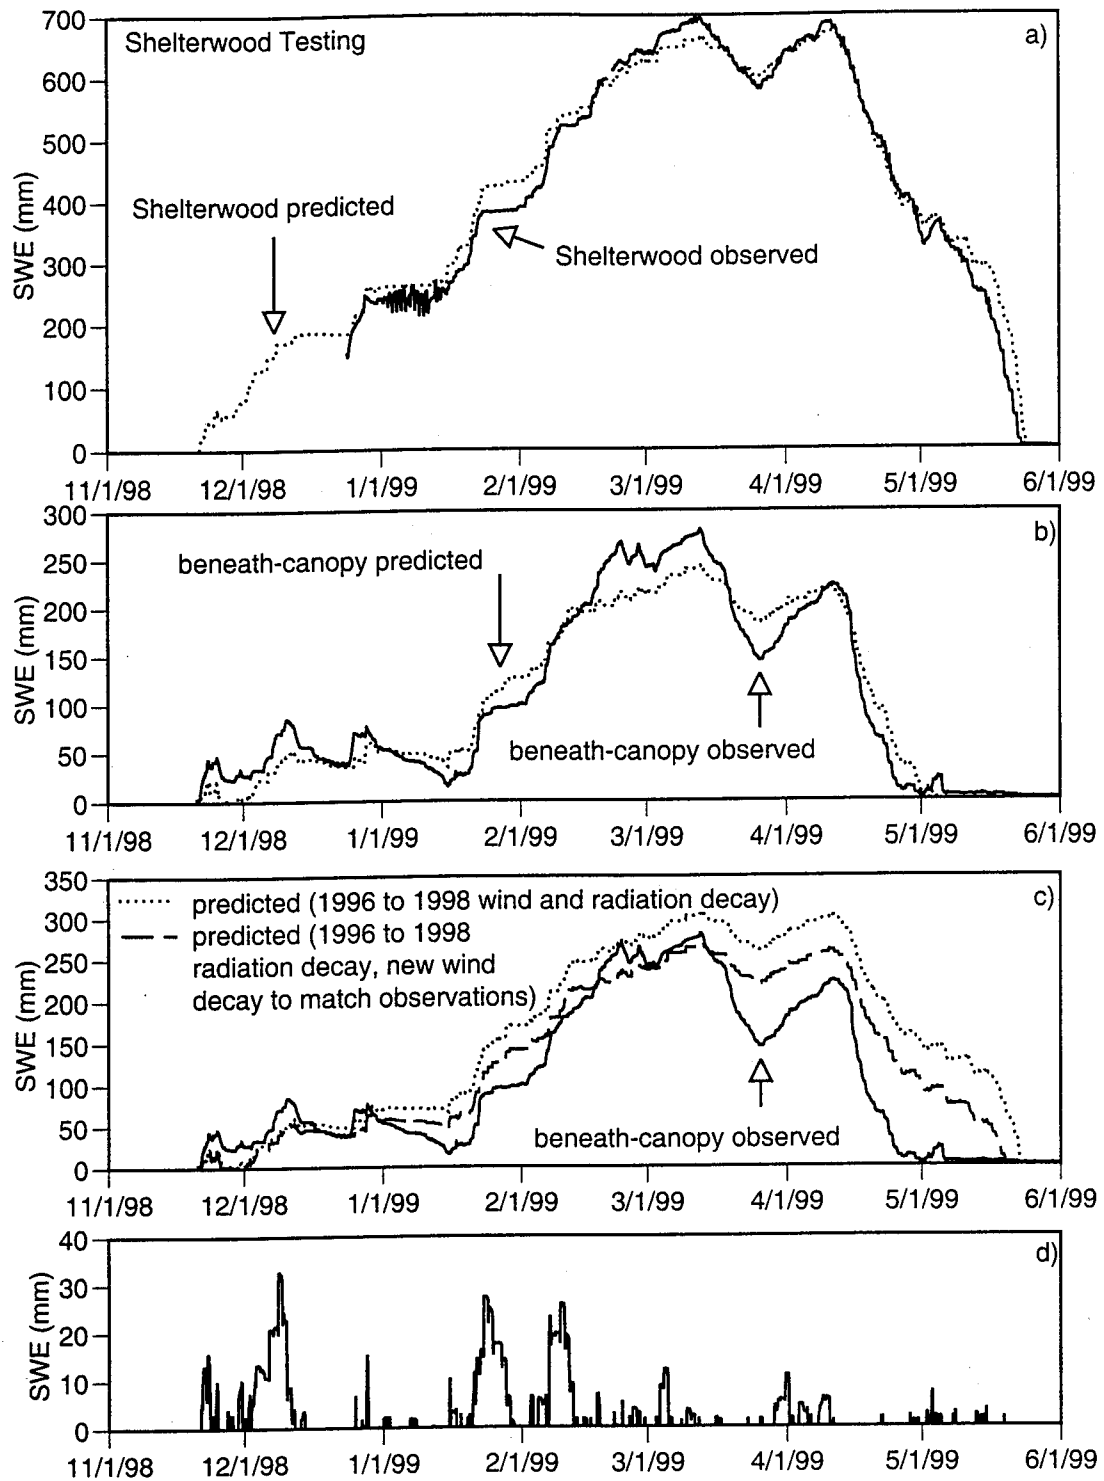 700
Shelterwood Testing
a)
600
500
400
300
200
100
0
SWE (mm)
Shelterwood predicted
Shelterwood observed
11/1/98 12/1/98 1/1/99 2/1/99 3/1/99 4/1/99 5/1/99 6/1/99
300
b)
250
200
150
100
50
0
SWE (mm)
beneath-canopy predicted
beneath-canopy observed
11/1/98 12/1/98 1/1/99 2/1/99 3/1/99 4/1/99 5/1/99 6/1/99
350
c)
300
250
200
150
100
50
0
SWE (mm)
predicted (1996 to 1998 wind and radiation decay)
predicted (1996 to 1998
radiation decay, new wind
decay to match observations)
beneath-canopy observed
11/1/98 12/1/98 1/1/99 2/1/99 3/1/99 4/1/99 5/1/99 6/1/99
40
d)
30
20
10
0
SWE (mm)
11/1/98 12/1/98 1/1/99 2/1/99 3/1/99 4/1/99 5/1/99 6/1/99